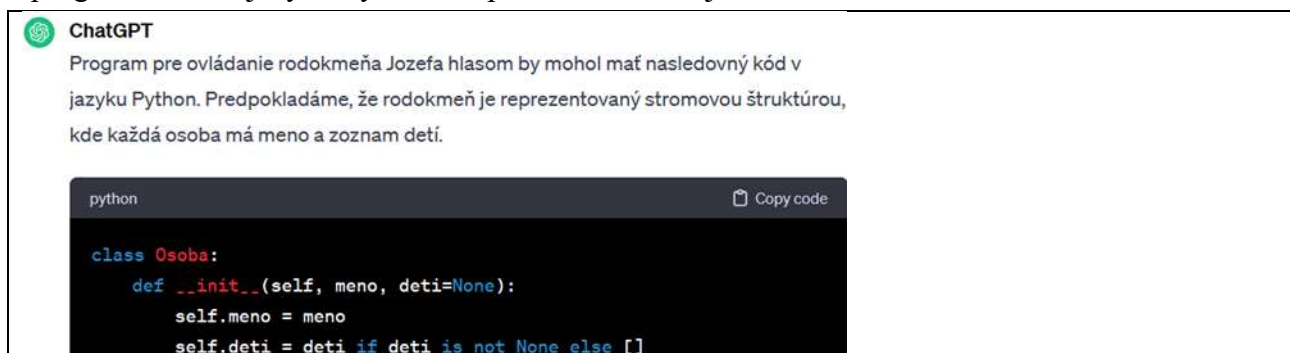 ChatGPT
Program pre ovládanie rodokmeňa Jozefa hlasom by mohol mať nasledovný kód v
jazyku Python. Predpokladáme, že rodokmeň je reprezentovaný stromovou štruktúrou,
kde každá osoba má meno a zoznam detí.
python Copy code
class Osoba:
    def __init__(self, meno, deti=None):
        self.meno = meno
        self.deti = deti if deti is not None else []